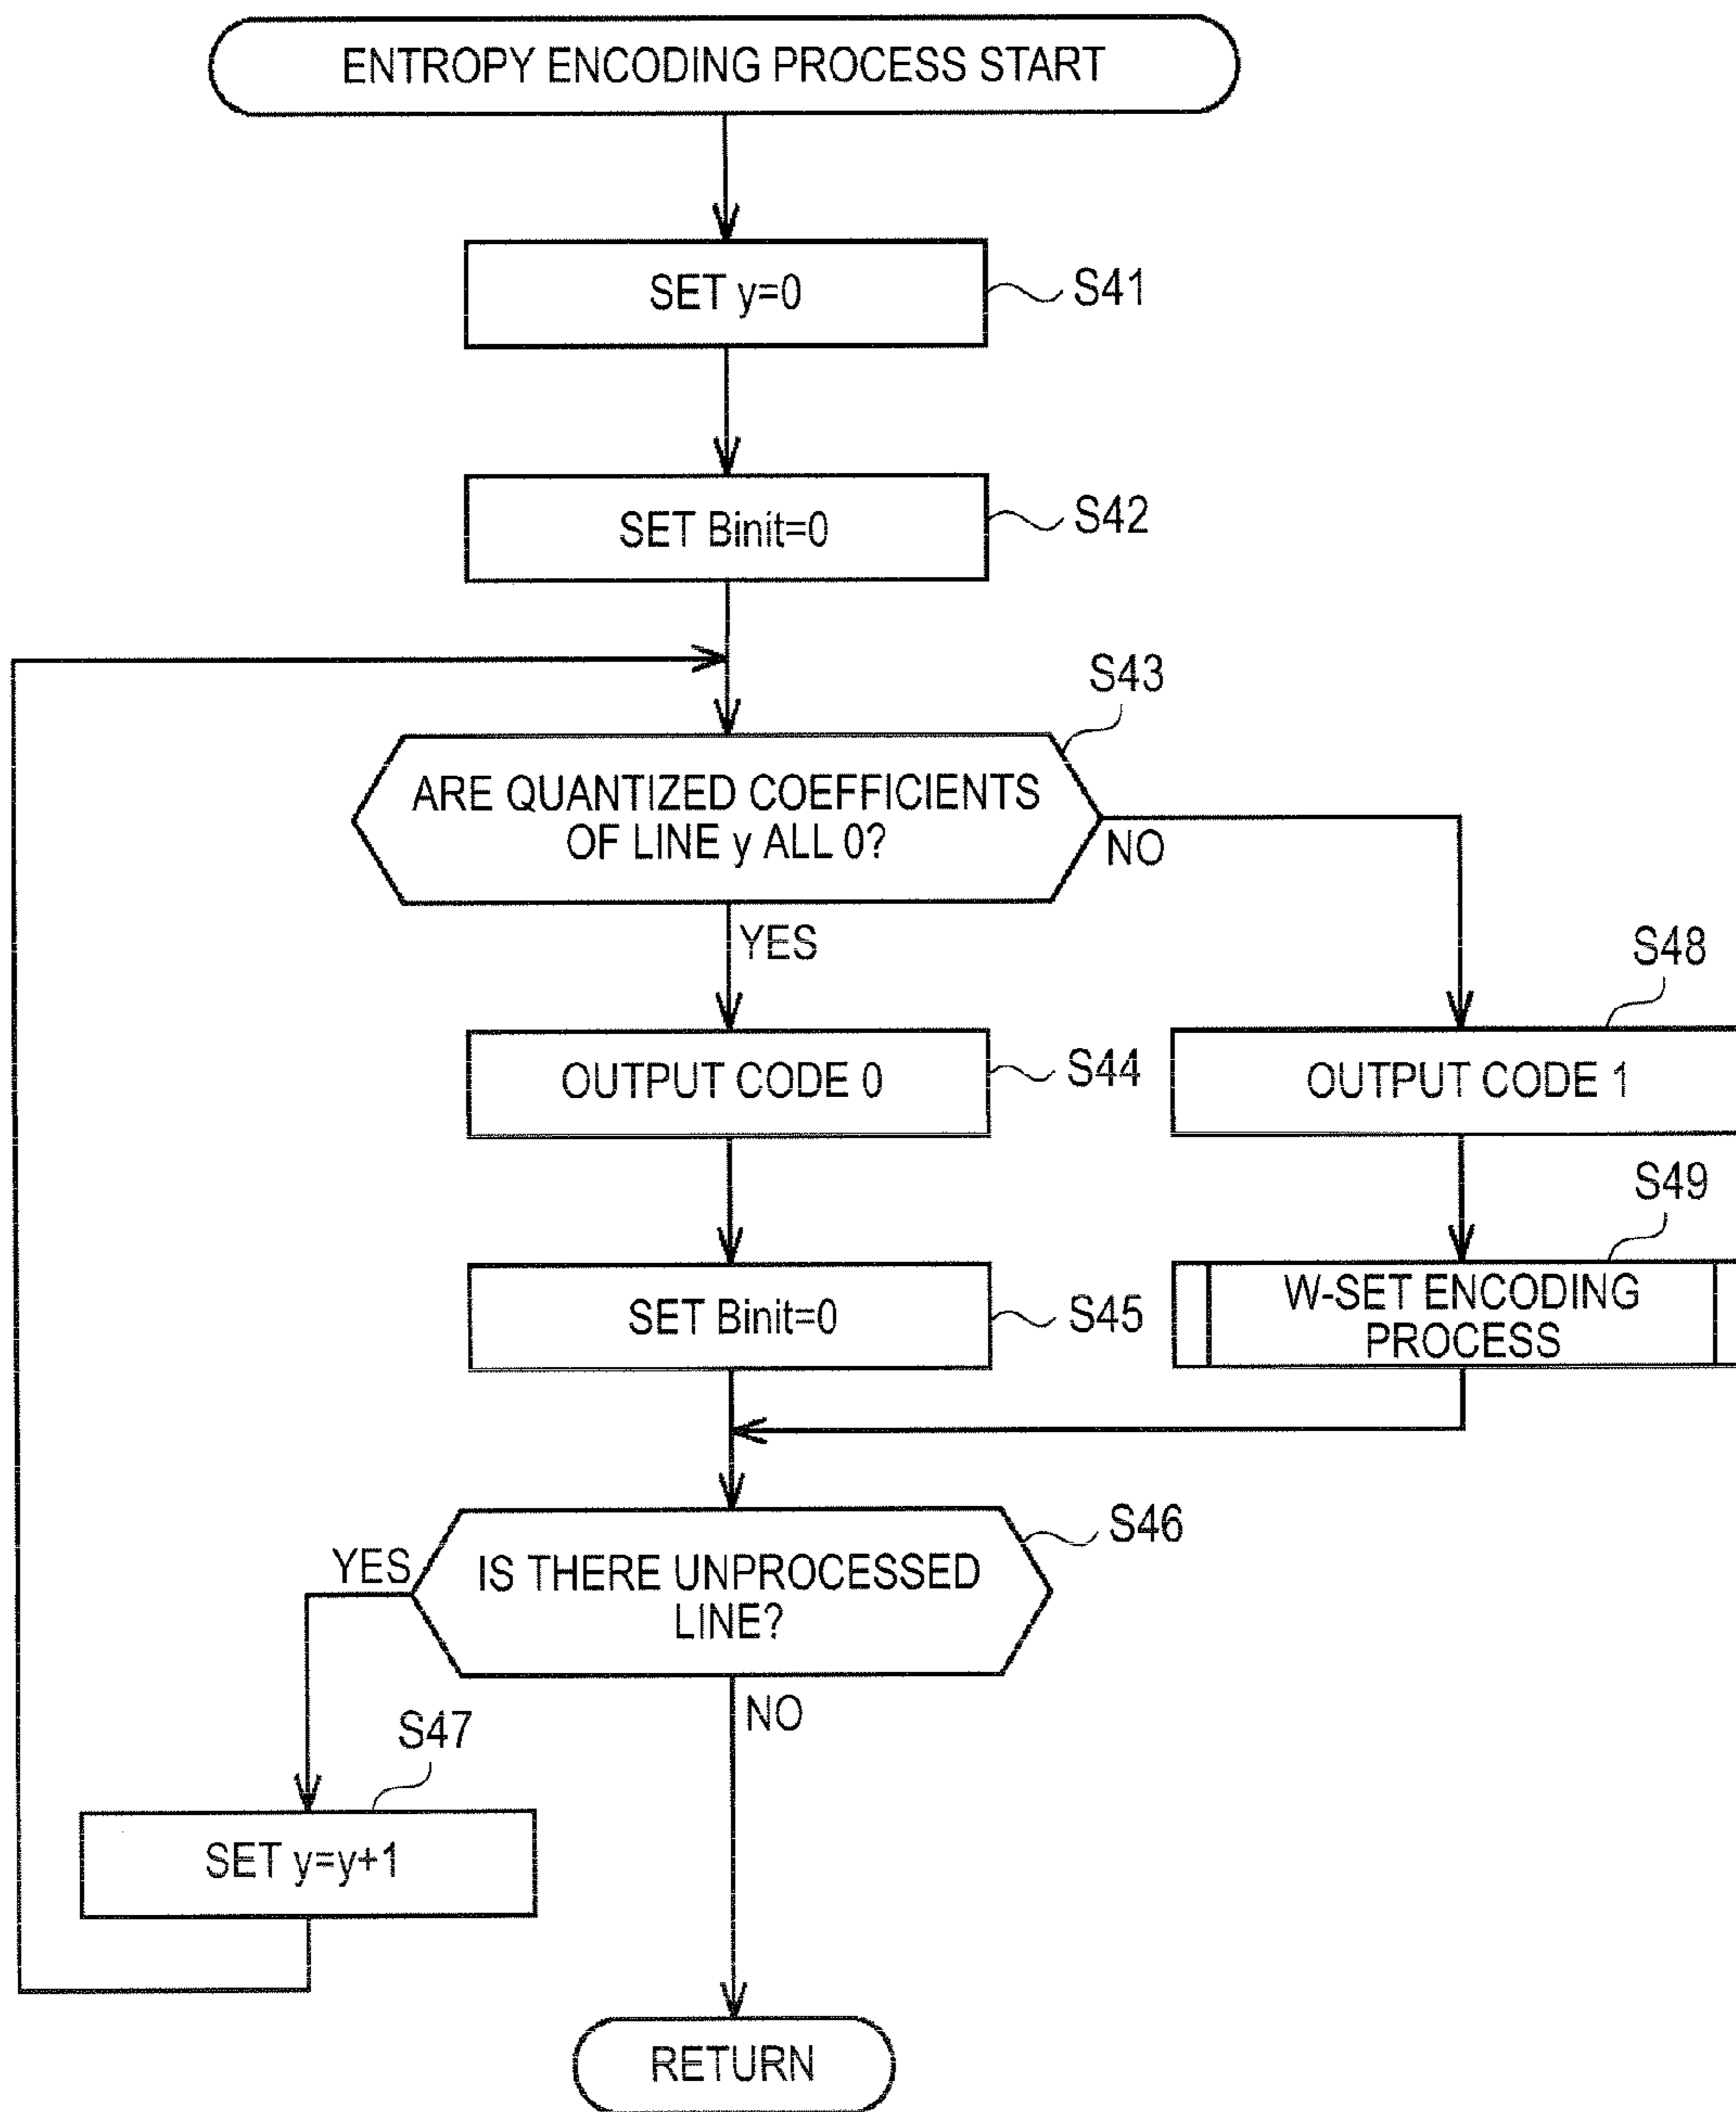 ENTROPY ENCODING PROCESS START
SET y=0
S41
SET Binit=0
S42
S43
ARE QUANTIZED COEFFICIENTS
OF LINE y ALL 0?
NO
YES
S48
OUTPUT CODE 0
S44
OUTPUT CODE 1
S49
SET Binit=0
S45
W-SET ENCODING
PROCESS
S46
YES
IS THERE UNPROCESSED
LINE?
NO
S47
SET y=y+1
RETURN